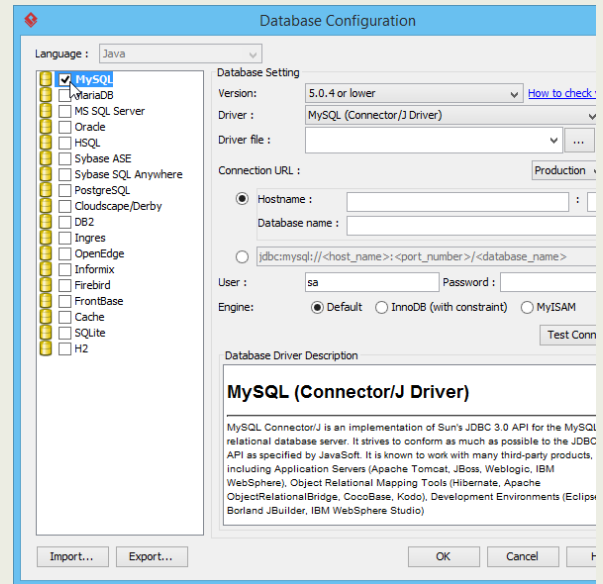 Database Configuration
Language : Java
MySQL
MariaDB
MS SQL Server
Oracle
HSQL
Sybase ASE
Sybase SQL Anywhere
PostgreSQL
Cloudscape/Derby
DB2
Ingres
OpenEdge
Informix
Firebird
FrontBase
Cache
SQLite
H2
Database Setting
Version: 5.0.4 or lower How to check
Driver : MySQL (Connector/J Driver)
Driver file : ...
Connection URL : Production
Hostname : :
Database name :
jdbc:mysql://<host_name>:<port_number>/<database_name>
User : sa Password :
Engine: Default InnoDB (with constraint) MyISAM
Test Conn
Database Driver Description
MySQL (Connector/J Driver)
MySQL Connector/J is an implementation of Sun's JDBC 3.0 API for the MySQL
relational database server. It strives to conform as much as possible to the JDBC
API as specified by JavaSoft. It is known to work with many third-party products,
including Application Servers (Apache Tomcat, JBoss, Weblogic, IBM
WebSphere), Object Relational Mapping Tools (Hibernate, Apache
ObjectRelationalBridge, CocoBase, Kodo), Development Environments (Eclipse
Borland JBuilder, IBM WebSphere Studio)
Import... Export... OK Cancel H